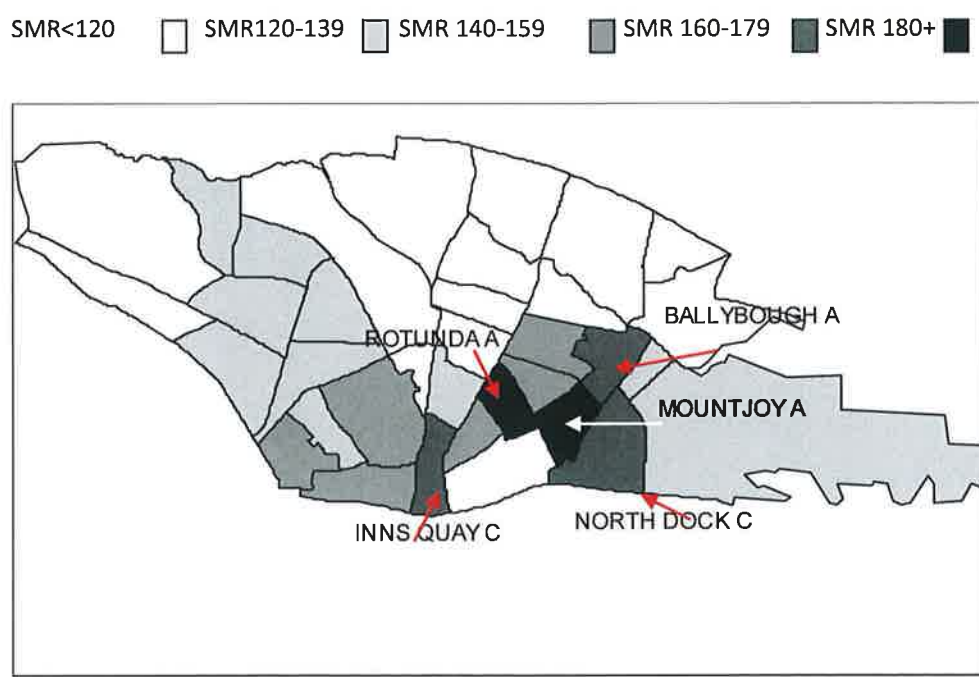 SMR<120 SMR120-139 SMR 140-159 SMR 160-179 SMR 180+
BALLYBOUGH A
ROTUNDA A
MOUNTJOY A
NORTH DOCK C
INNS QUAY C